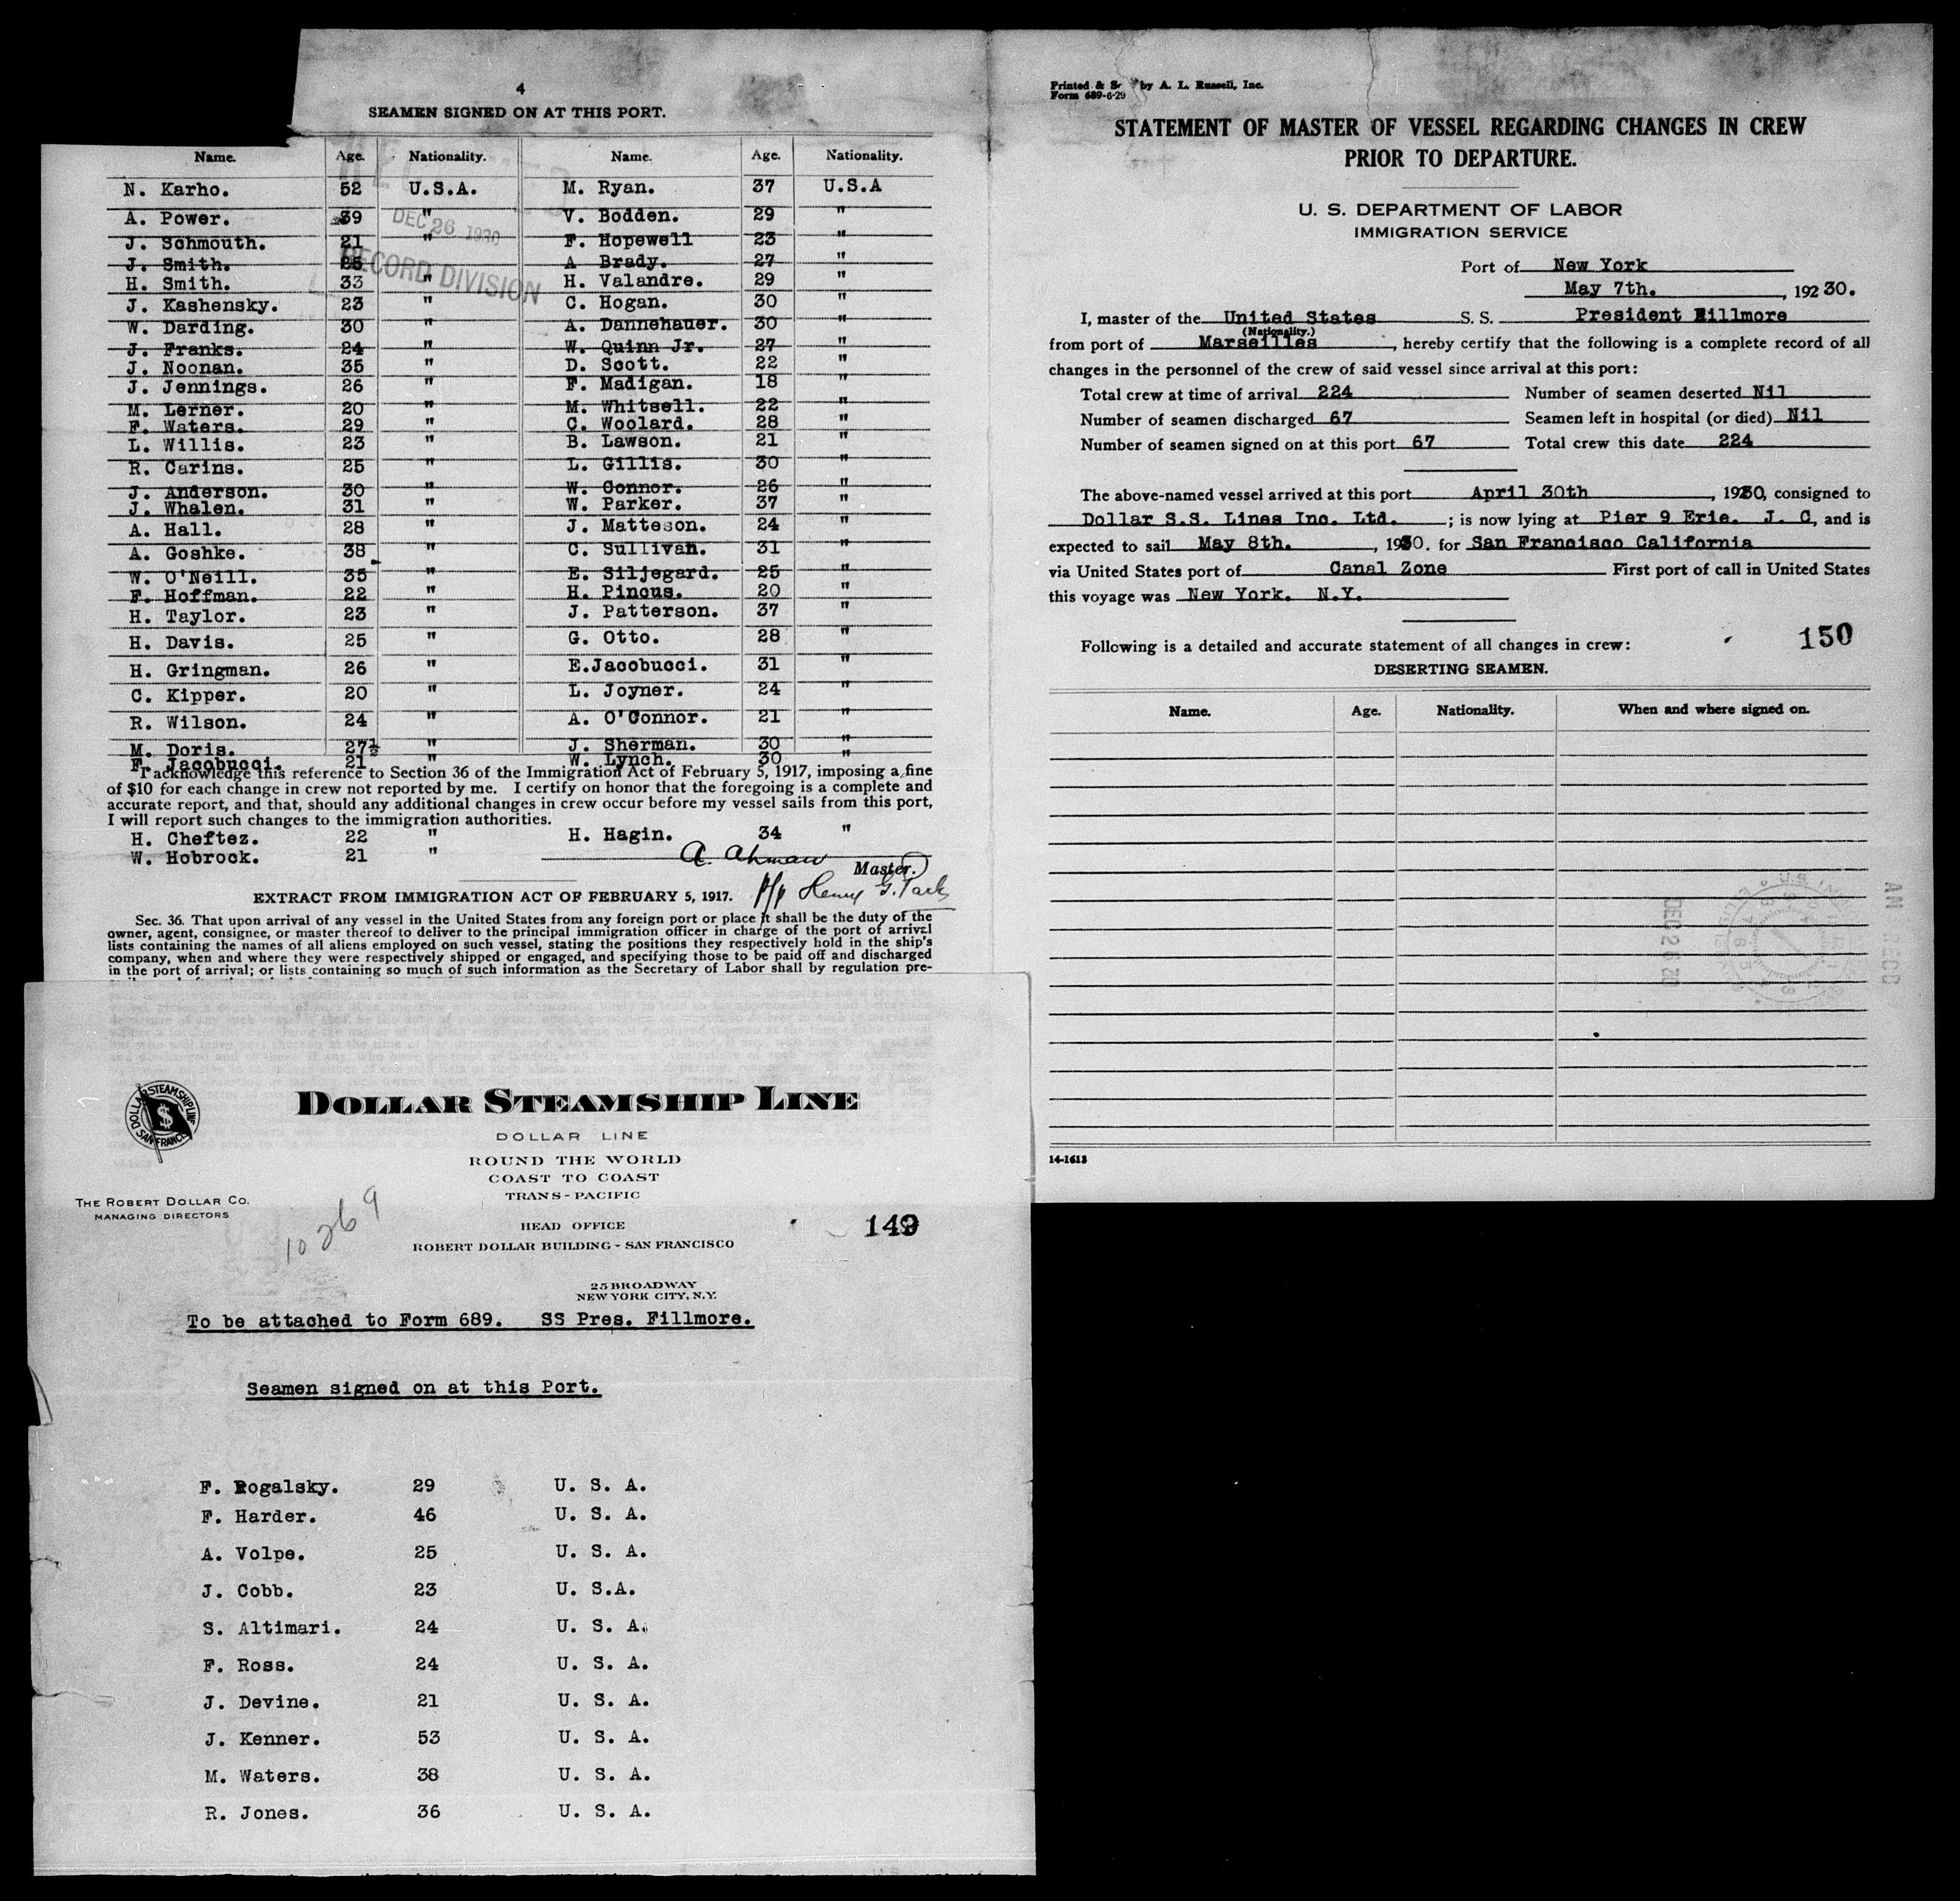 4
SEAMEN SIGNED ON AT THIS PORT.
Name. Age. Nationality. Name. Age. Nationality.
N. Karho. 52 U.S.A. M. Ryan. 37 U.S.A
A. Power. 39 " V. Bodden. 29 "
J. Schmouth. 21 " F. Hopewell 23 "
J. Smith. 25 " A Brady. 27 "
H. Smith. 33 " H. Valandre. 29 "
J. Kashensky. 23 " C. Hogan. 30 "
W. Darding. 30 " A. Dannehauer. 30 "
J. Franks. 24 " W. Quinn Jr. 27 "
J. Noonan. 35 " D. Scott. 22 "
J. Jennings. 26 " F. Madigan. 18 "
M. Lerner. 20 " M. Whitsell. 22 "
F. Waters. 29 " C. Woolard. 28 "
L. Willis. 23 " B. Lawson. 21 "
R. Carins. 25 " L. Gillis. 30 "
J. Anderson. 30 " W. Connor. 26 "
J. Whalen. 31 " W. Parker. 37 "
A. Hall. 28 " J. Matteson. 24 "
A. Goshke. 38 " C. Sullivan. 31 "
W. O'Neill. 35 " E. Siljegard. 25 "
F. Hoffman. 22 " H. Pincus. 20 "
H. Taylor. 23 " J. Patterson. 37 "
H. Davis. 25 " G. Otto. 28 "
H. Gringman. 26 " E.Jacobucci. 31 "
C. Kipper. 20 " L. Joyner. 24 "
R. Wilson. 24 " A. O'Connor. 21 "
M. Doris. 27½ " J. Sherman. 30 "
F. Jacobucci. 21 " W. Lynch. 30 "
DEC 26 1930
RECORD DIVISION
I acknowledge this reference to Section 36 of the Immigration Act of February 5, 1917, imposing a fine
of $10 for each change in crew not reported by me. I certify on honor that the foregoing is a complete and
accurate report, and that, should any additional changes in crew occur before my vessel sails from this port,
I will report such changes to the immigration authorities.
H. Cheftez. 22 " H. Hagin. 34 "
W. Hobrock. 21 "
A. Ahman
Master.
p/p Henry G. Park
EXTRACT FROM IMMIGRATION ACT OF FEBRUARY 5, 1917.
Sec. 36. That upon arrival of any vessel in the United States from any foreign port or place it shall be the duty of the
owner, agent, consignee, or master thereof to deliver to the principal immigration officer in charge of the port of arrival
lists containing the names of all aliens employed on such vessel, stating the positions they respectively hold in the ship's
company, when and where they were respectively shipped or engaged, and specifying those to be paid off and discharged
in the port of arrival; or lists containing so much of such information as the Secretary of Labor shall by regulation pre-
DOLLAR STEAMSHIP LINE
SAN FRANCISCO
$
DOLLAR STEAMSHIP LINE
DOLLAR LINE
ROUND THE WORLD
COAST TO COAST
TRANS-PACIFIC
THE ROBERT DOLLAR CO.
MANAGING DIRECTORS
10269
HEAD OFFICE
ROBERT DOLLAR BUILDING - SAN FRANCISCO
149
25 BROADWAY
NEW YORK CITY, N.Y.
To be attached to Form 689. SS Pres. Fillmore.
Seamen signed on at this Port.
F. Rogalsky. 29 U. S. A.
F. Harder. 46 U. S. A.
A. Volpe. 25 U. S. A.
J. Cobb. 23 U. S.A.
S. Altimari. 24 U. S. A.
F. Ross. 24 U. S. A.
J. Devine. 21 U. S. A.
J. Kenner. 53 U. S. A.
M. Waters. 38 U. S. A.
R. Jones. 36 U. S. A.
Printed & S by A. L. Russell, Inc.
Form 689-6-29
STATEMENT OF MASTER OF VESSEL REGARDING CHANGES IN CREW
PRIOR TO DEPARTURE.
U. S. DEPARTMENT OF LABOR
IMMIGRATION SERVICE
Port of New York
May 7th., 192 30.
I, master of the United States S. S. President Fillmore
(Nationality.)
from port of Marseilles, hereby certify that the following is a complete record of all
changes in the personnel of the crew of said vessel since arrival at this port:
Total crew at time of arrival 224 Number of seamen deserted Nil
Number of seamen discharged 67 Seamen left in hospital (or died) Nil
Number of seamen signed on at this port 67 Total crew this date 224
The above-named vessel arrived at this port April 30th, 1930, consigned to
Dollar S.S. Lines Inc. Ltd. ; is now lying at Pier 9 Erie. J. C, and is
expected to sail May 8th., 1930. for San Francisco California
via United States port of Canal Zone First port of call in United States
this voyage was New York. N.Y.
Following is a detailed and accurate statement of all changes in crew:
150
DESERTING SEAMEN.
Name. Age. Nationality. When and where signed on.
DEC 26 30
14-1613